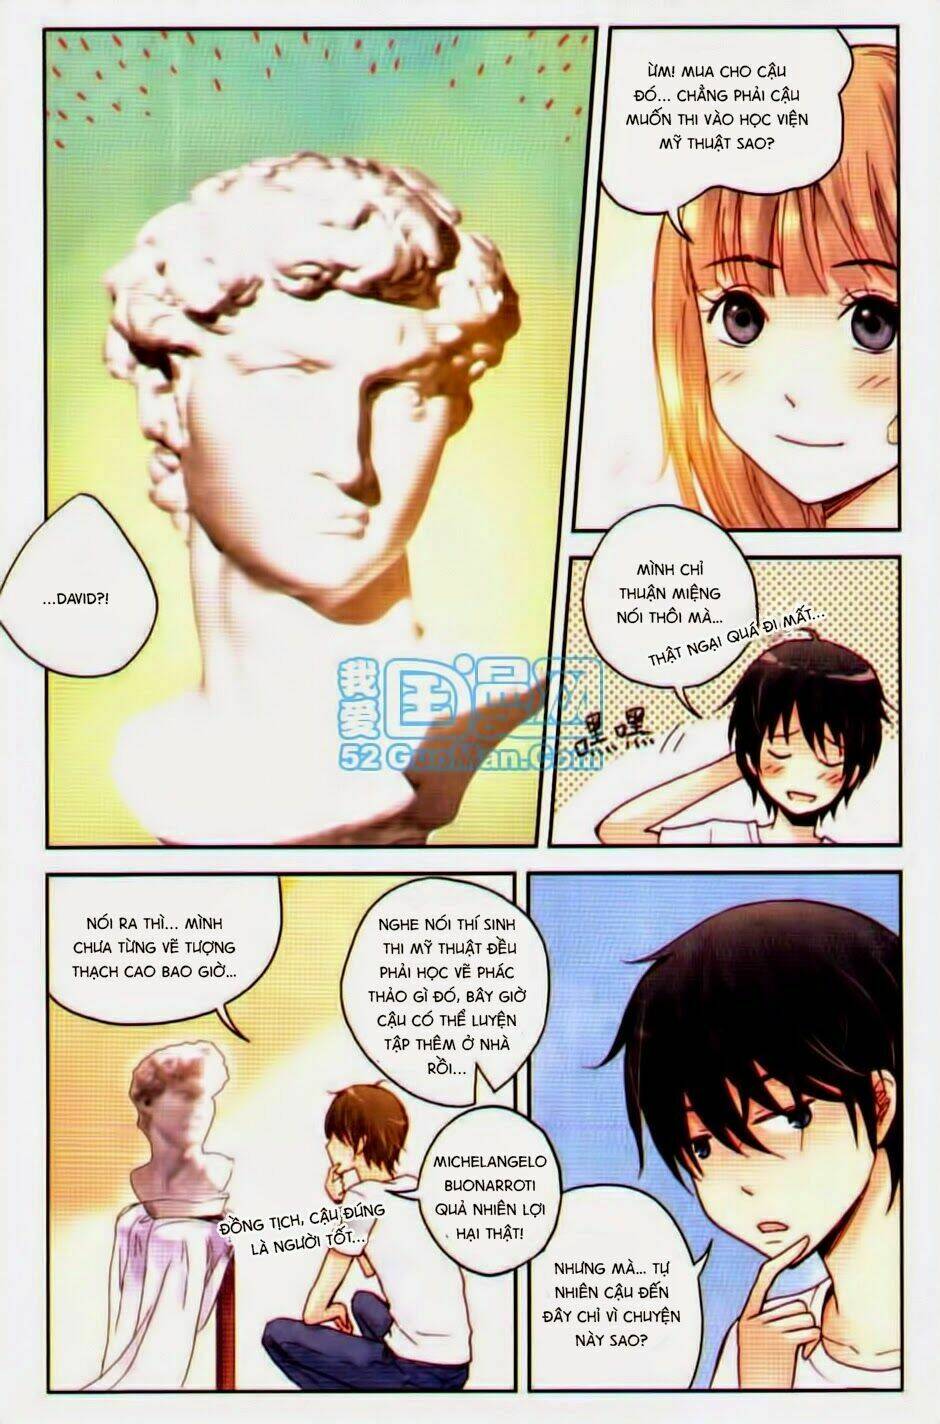 ỪM! MUA CHO CẬU
ĐÓ... CHẲNG PHẢI CẬU
MUỐN THI VÀO HỌC VIỆN
MỸ THUẬT SAO?
...DAVID?!
MÌNH CHỈ
THUẬN MIỆNG
NÓI THÔI MÀ...
THẬT NGẠI QUÁ ĐI MẤT...
嘿嘿
我爱
国漫网
52GuoMan.Com
NÓI RA THÌ... MÌNH
CHƯA TỪNG VẼ TƯỢNG
THẠCH CAO BAO GIỜ...
NGHE NÓI THÍ SINH
THI MỸ THUẬT ĐỀU
PHẢI HỌC VẼ PHÁC
THẢO GÌ ĐÓ, BÂY GIỜ
CẬU CÓ THỂ LUYỆN
TẬP THÊM Ở NHÀ
RỒI...
MICHELANGELO
BUONARROTI
QUẢ NHIÊN LỢI
HẠI THẬT!
ĐỒNG TỊCH, CẬU ĐÚNG
LÀ NGƯỜI TỐT...
NHƯNG MÀ... TỰ
NHIÊN CẬU ĐẾN
ĐÂY CHỈ VÌ CHUYỆN
NÀY SAO?